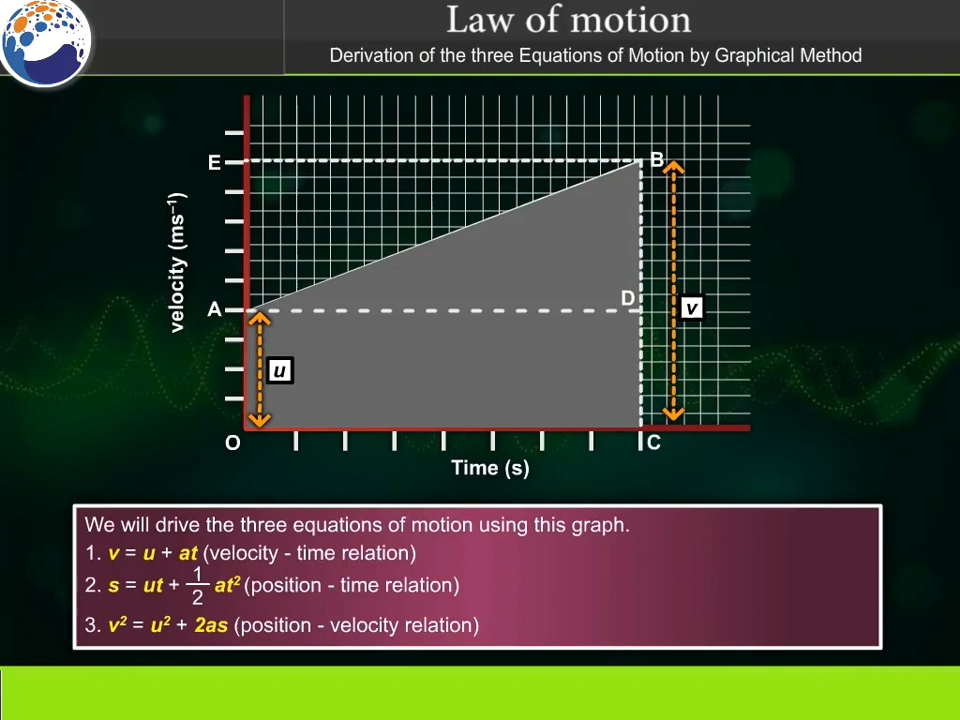 Law of motion
Derivation of the three Equations of Motion by Graphical Method
E
B
velocity (ms⁻¹)
D
A
v
u
O
C
Time (s)
We will drive the three equations of motion using this graph.
1. v = u + at (velocity - time relation)
2. s = ut + 1/2 at² (position - time relation)
3. v² = u² + 2as (position - velocity relation)